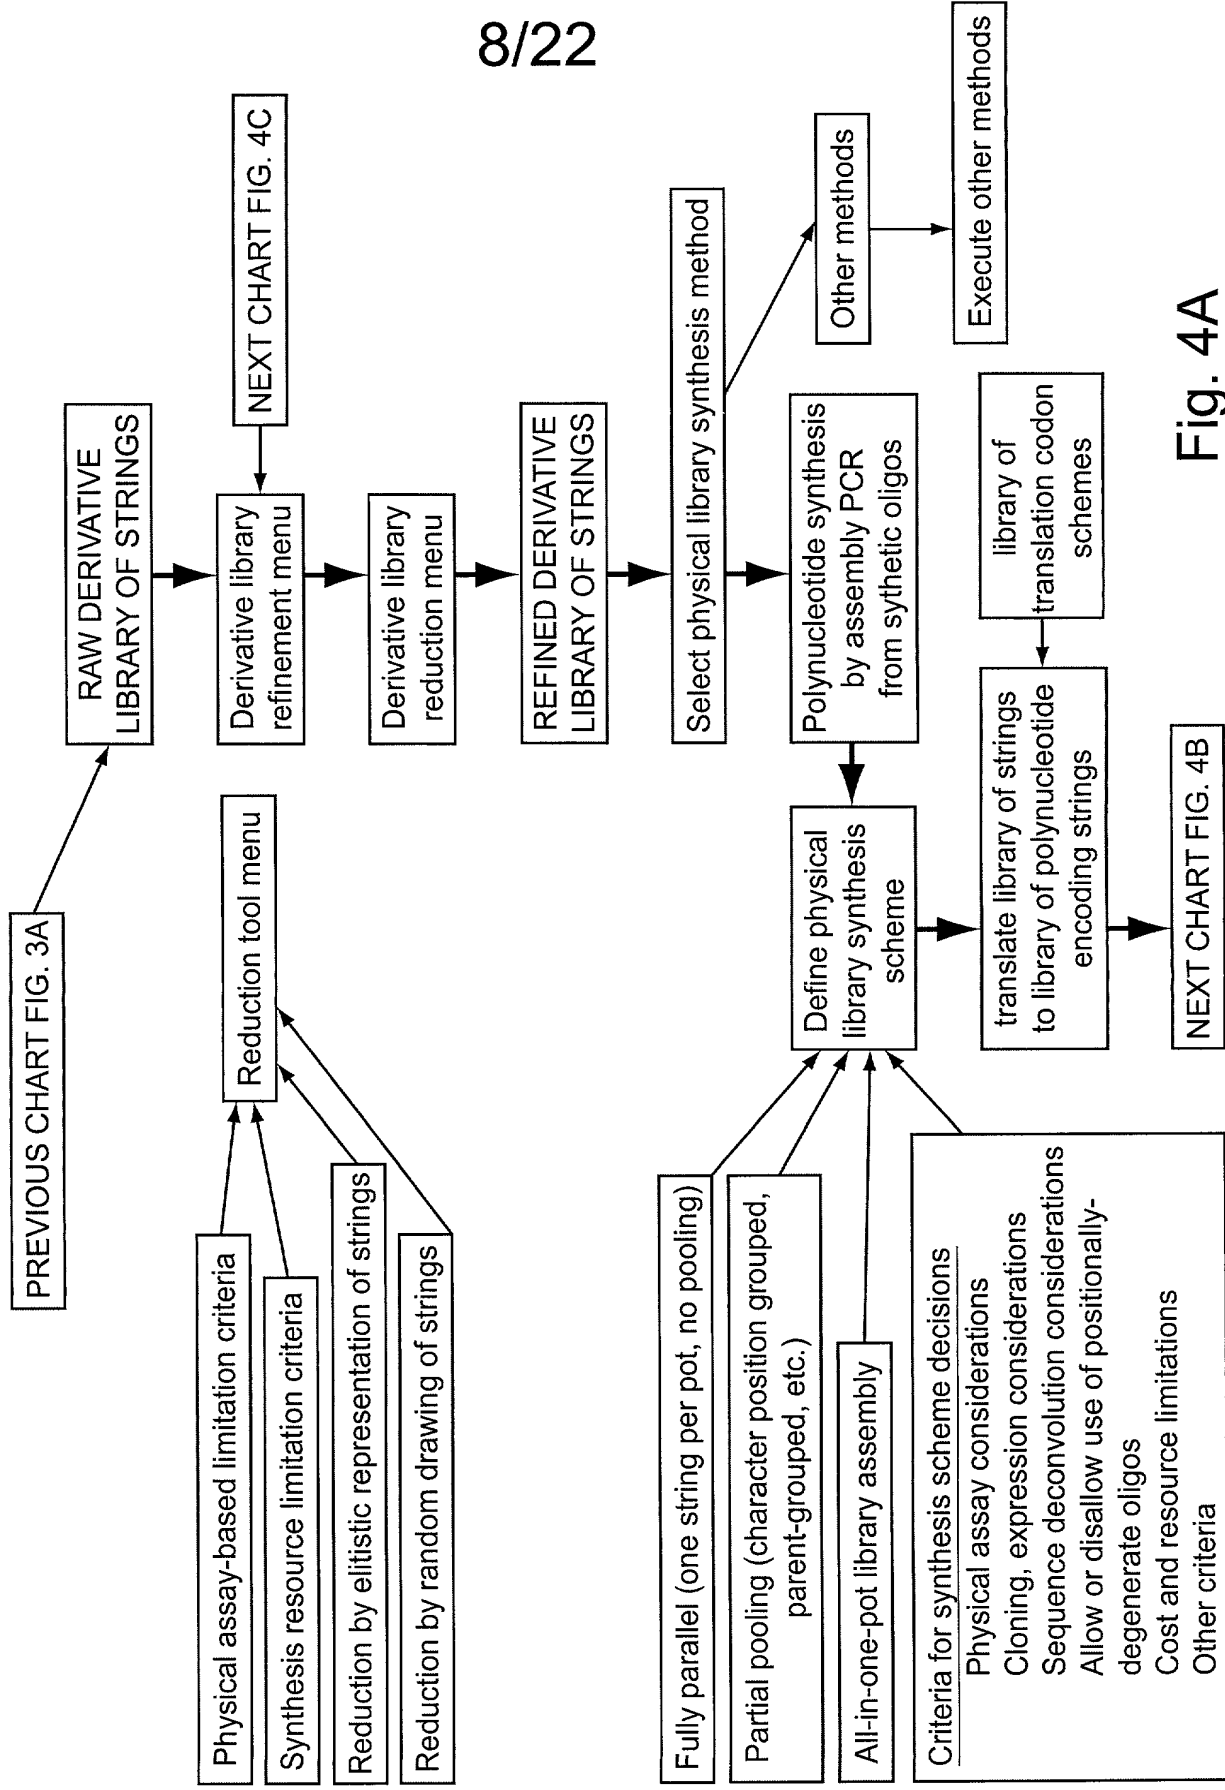 8/22
PREVIOUS CHART FIG. 3A
RAW DERIVATIVE
LIBRARY OF STRINGS
NEXT CHART FIG. 4C
Derivative library
refinement menu
Derivative library
reduction menu
Reduction tool menu
Physical assay-based limitation criteria
Synthesis resource limitation criteria
Reduction by elitistic representation of strings
Reduction by random drawing of strings
REFINED DERIVATIVE
LIBRARY OF STRINGS
Select physical library synthesis method
Other methods
Execute other methods
Polynucleotide synthesis
by assembly PCR
from sythetic oligos
Define physical
library synthesis
scheme
Fully parallel (one string per pot, no pooling)
Partial pooling (character position grouped,
parent-grouped, etc.)
All-in-one-pot library assembly
Criteria for synthesis scheme decisions
Physical assay considerations
Cloning, expression considerations
Sequence deconvolution considerations
Allow or disallow use of positionally-
degenerate oligos
Cost and resource limitations
Other criteria
library of
translation codon
schemes
translate library of strings
to library of polynucleotide
encoding strings
NEXT CHART FIG. 4B
Fig. 4A